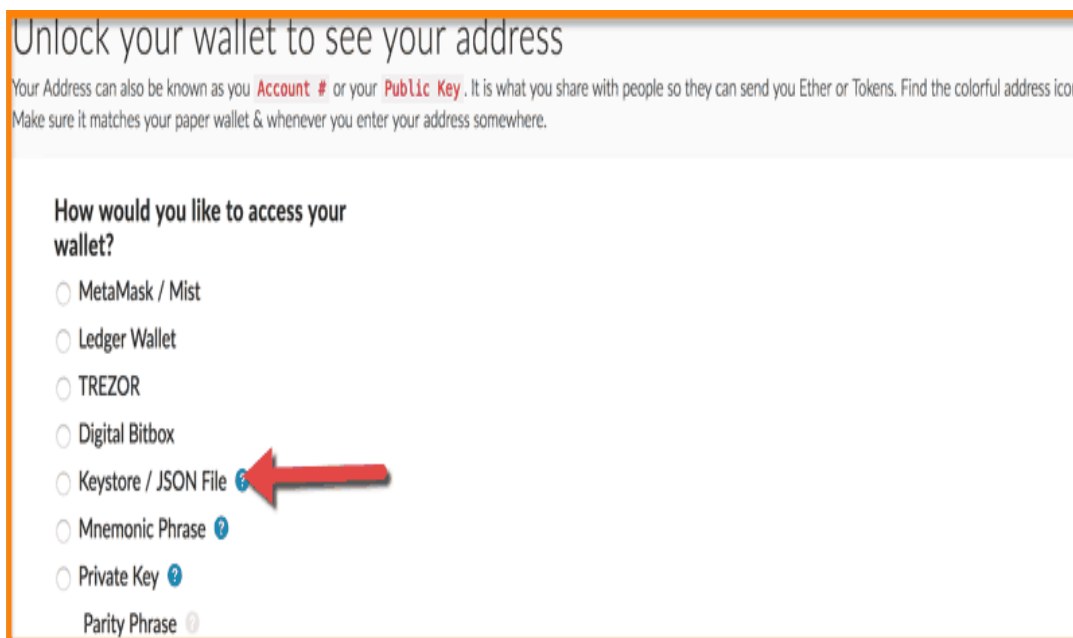 Unlock your wallet to see your address
Your Address can also be known as you Account # or your Public Key. It is what you share with people so they can send you Ether or Tokens. Find the colorful address
Make sure it matches your paper wallet & whenever you enter your address somewhere.
How would you like to access your
wallet?
MetaMask / Mist
Ledger Wallet
TREZOR
Digital Bitbox
Keystore / JSON File ?
Mnemonic Phrase ?
Private Key ?
Parity Phrase ?